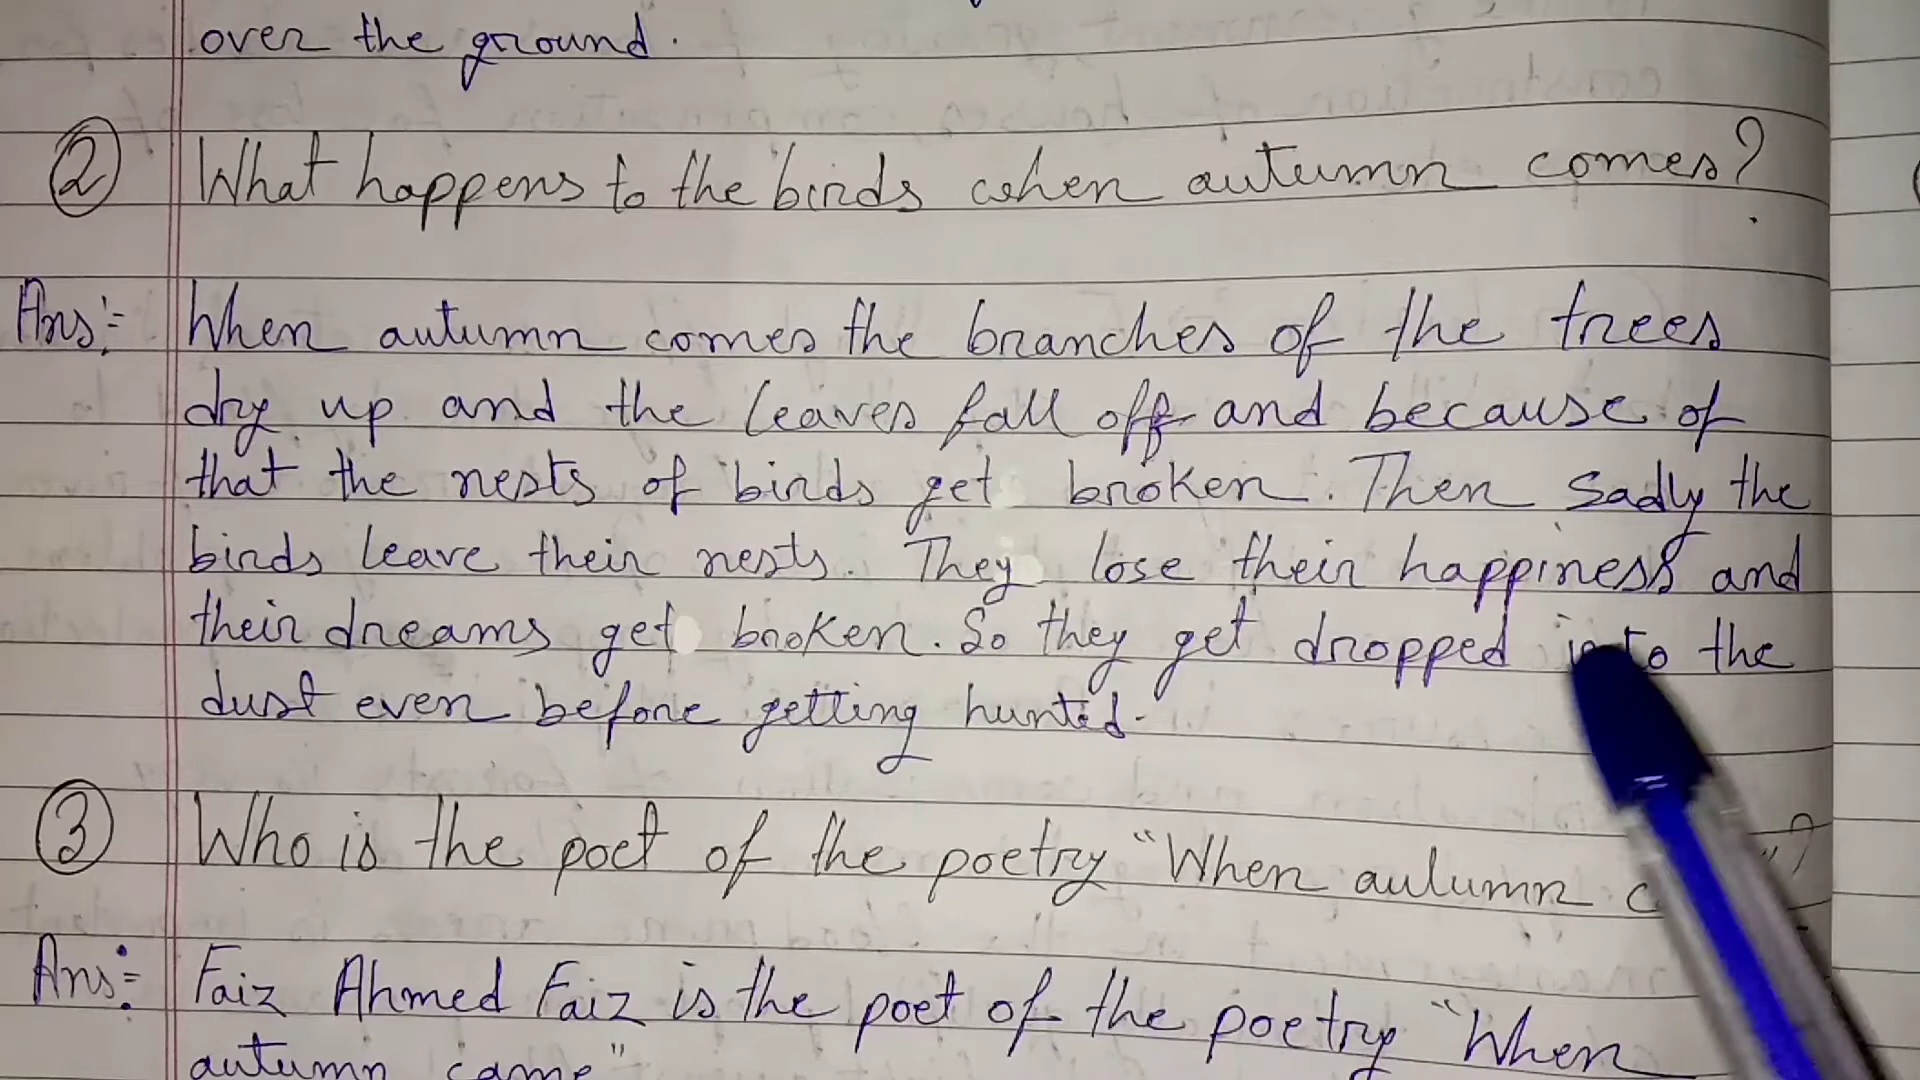 over the ground.
② What happens to the birds when autumn comes?
Ans:- When autumn comes the branches of the trees
dry up and the leaves fall off and because of
that the nests of birds get broken. Then sadly the
birds leave their nests. They lose their happiness and
their dreams get broken. So they get dropped into the
dust even before getting hunted.
③ Who is the poet of the poetry "When autumn "?
Ans:- Faiz Ahmed Faiz is the poet of the poetry "When
autumn came"